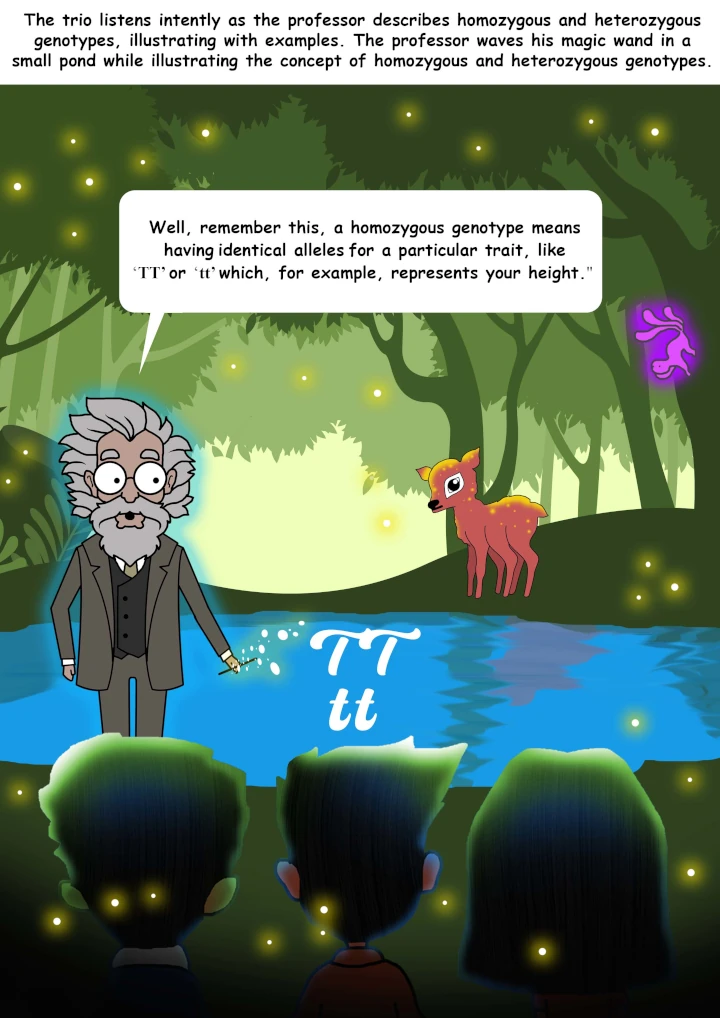 The trio listens intently as the professor describes homozygous and heterozygous
genotypes, illustrating with examples. The professor waves his magic wand in a
small pond while illustrating the concept of homozygous and heterozygous genotypes.
Well, remember this, a homozygous genotype means
having identical alleles for a particular trait, like
‘TT’ or ‘tt’ which, for example, represents your height."
TT
tt